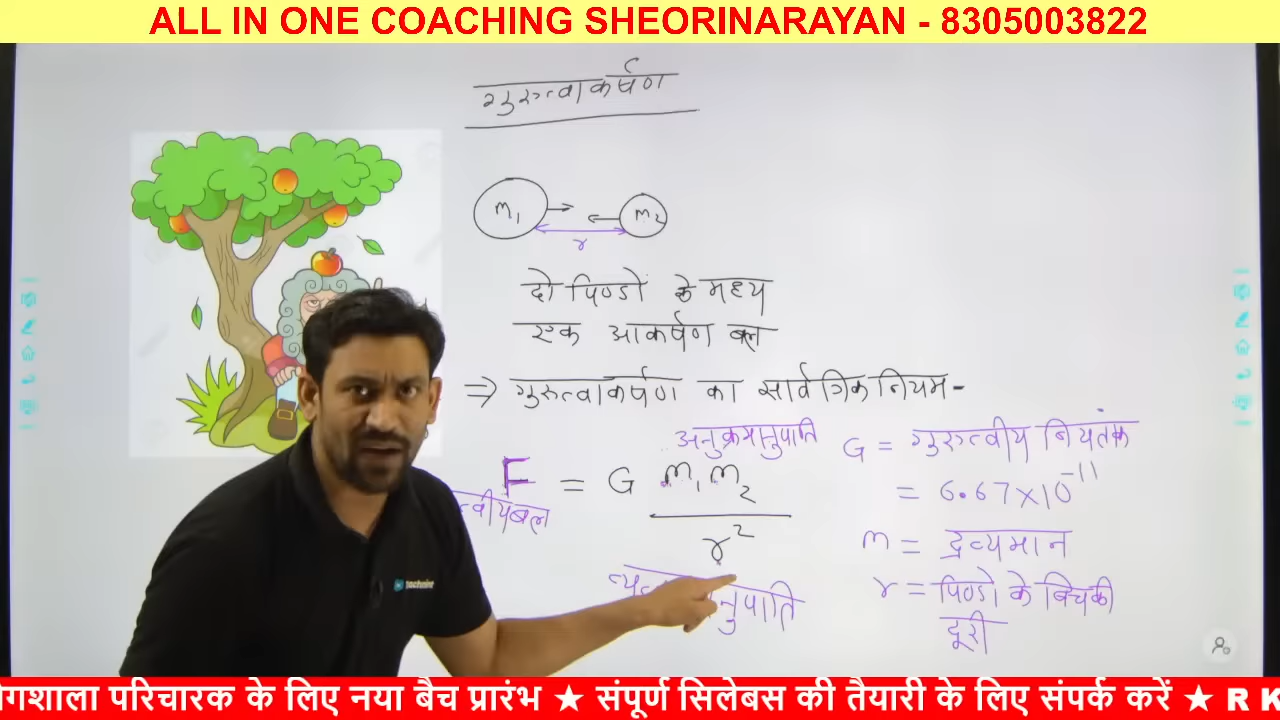 ALL IN ONE COACHING SHEORINARAYAN - 8305003822
गुरुत्वाकर्षण
m₁ m₂
r
दो पिण्डो के मध्य
एक आकर्षण बल
⇒ गुरुत्वाकर्षण का सार्वत्रिक नियम -
अनुक्रमानुपाति
F = G m₁m₂
r²
G = गुरुत्वीय नियतंक
= 6.67×10⁻¹¹
m = द्रव्यमान
r = पिण्डो के बिचकी
दूरी
परिचारक के लिए नया बैच प्रारंभ ★ संपूर्ण सिलेबस की तैयारी के लिए संपर्क करें ★ R K